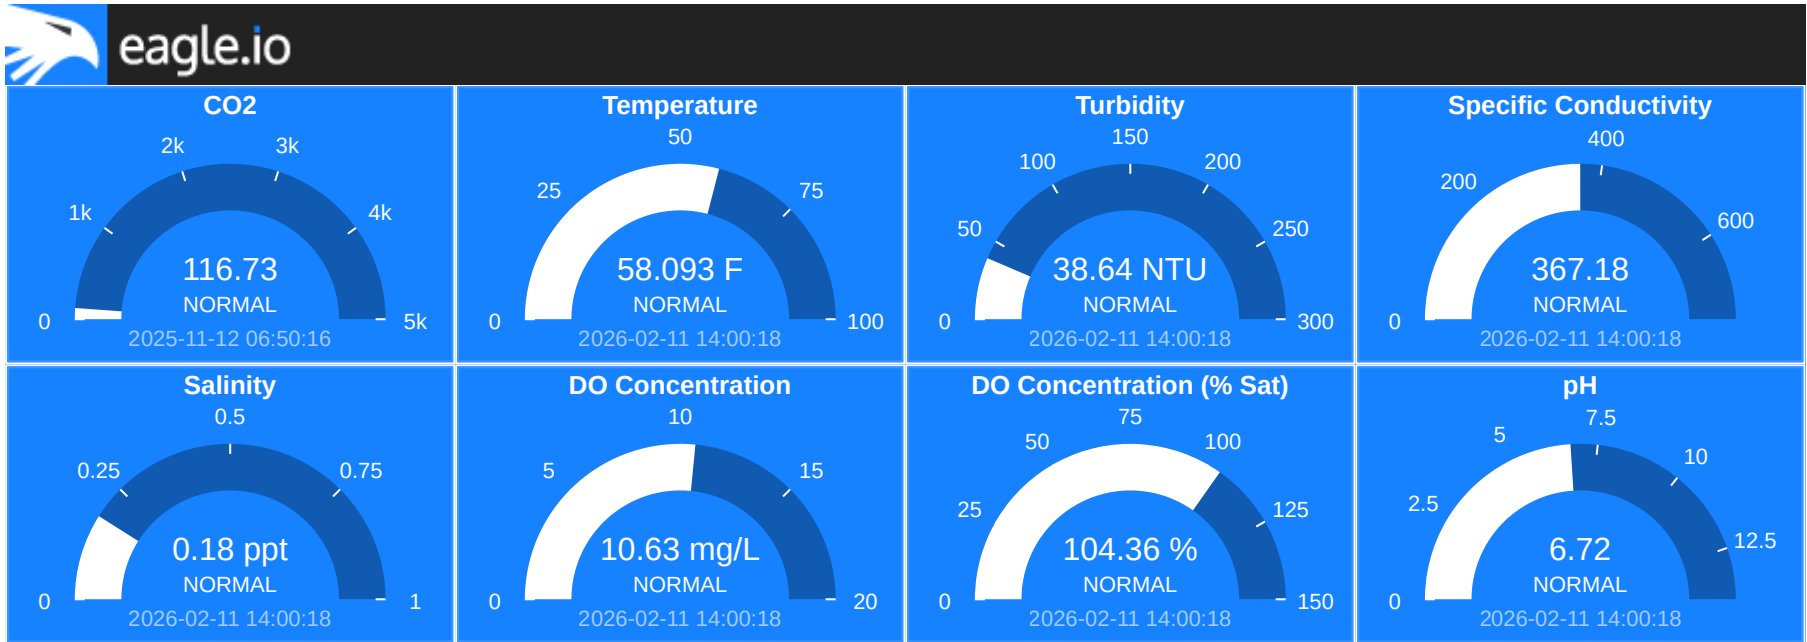 eagle.io
CO2
0
1k
2k
3k
4k
5k
116.73
NORMAL
2025-11-12 06:50:16
Temperature
0
25
50
75
100
58.093 F
NORMAL
2026-02-11 14:00:18
Turbidity
0
50
100
150
200
250
300
38.64 NTU
NORMAL
2026-02-11 14:00:18
Specific Conductivity
0
200
400
600
367.18
NORMAL
2026-02-11 14:00:18
Salinity
0
0.25
0.5
0.75
1
0.18 ppt
NORMAL
2026-02-11 14:00:18
DO Concentration
0
5
10
15
20
10.63 mg/L
NORMAL
2026-02-11 14:00:18
DO Concentration (% Sat)
0
25
50
75
100
125
150
104.36 %
NORMAL
2026-02-11 14:00:18
pH
0
2.5
5
7.5
10
12.5
6.72
NORMAL
2026-02-11 14:00:18